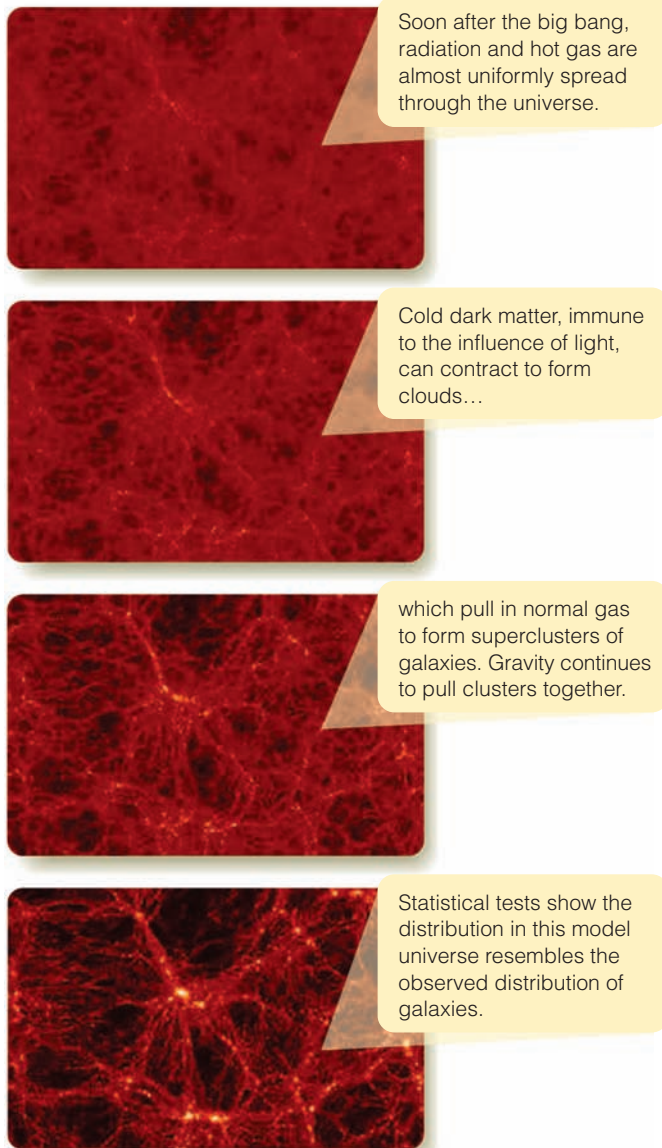 Soon after the big bang,
radiation and hot gas are
almost uniformly spread
through the universe.
Cold dark matter, immune
to the influence of light,
can contract to form
clouds…
which pull in normal gas
to form superclusters of
galaxies. Gravity continues
to pull clusters together.
Statistical tests show the
distribution in this model
universe resembles the
observed distribution of
galaxies.